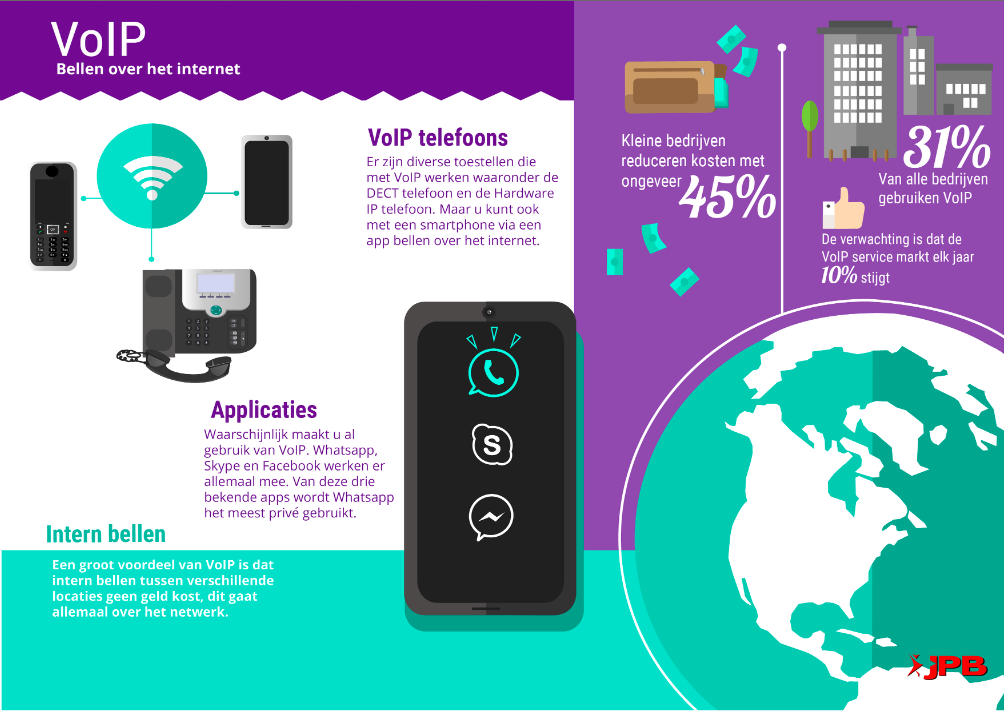 VoIP
Bellen over het internet
VoIP telefoons
Er zijn diverse toestellen die
met VoIP werken waaronder de
DECT telefoon en de Hardware
IP telefoon. Maar u kunt ook
met een smartphone via een
app bellen over het internet.
Applicaties
Waarschijnlijk maakt u al
gebruik van VoIP. Whatsapp,
Skype en Facebook werken er
allemaal mee. Van deze drie
bekende apps wordt Whatsapp
het meest privé gebruikt.
Intern bellen
Een groot voordeel van VoIP is dat
intern bellen tussen verschillende
locaties geen geld kost, dit gaat
allemaal over het netwerk.
S
Kleine bedrijven
reduceren kosten met
ongeveer 45%
31%
Van alle bedrijven
gebruiken VoIP
De verwachting is dat de
VoIP service markt elk jaar
10% stijgt
JPB